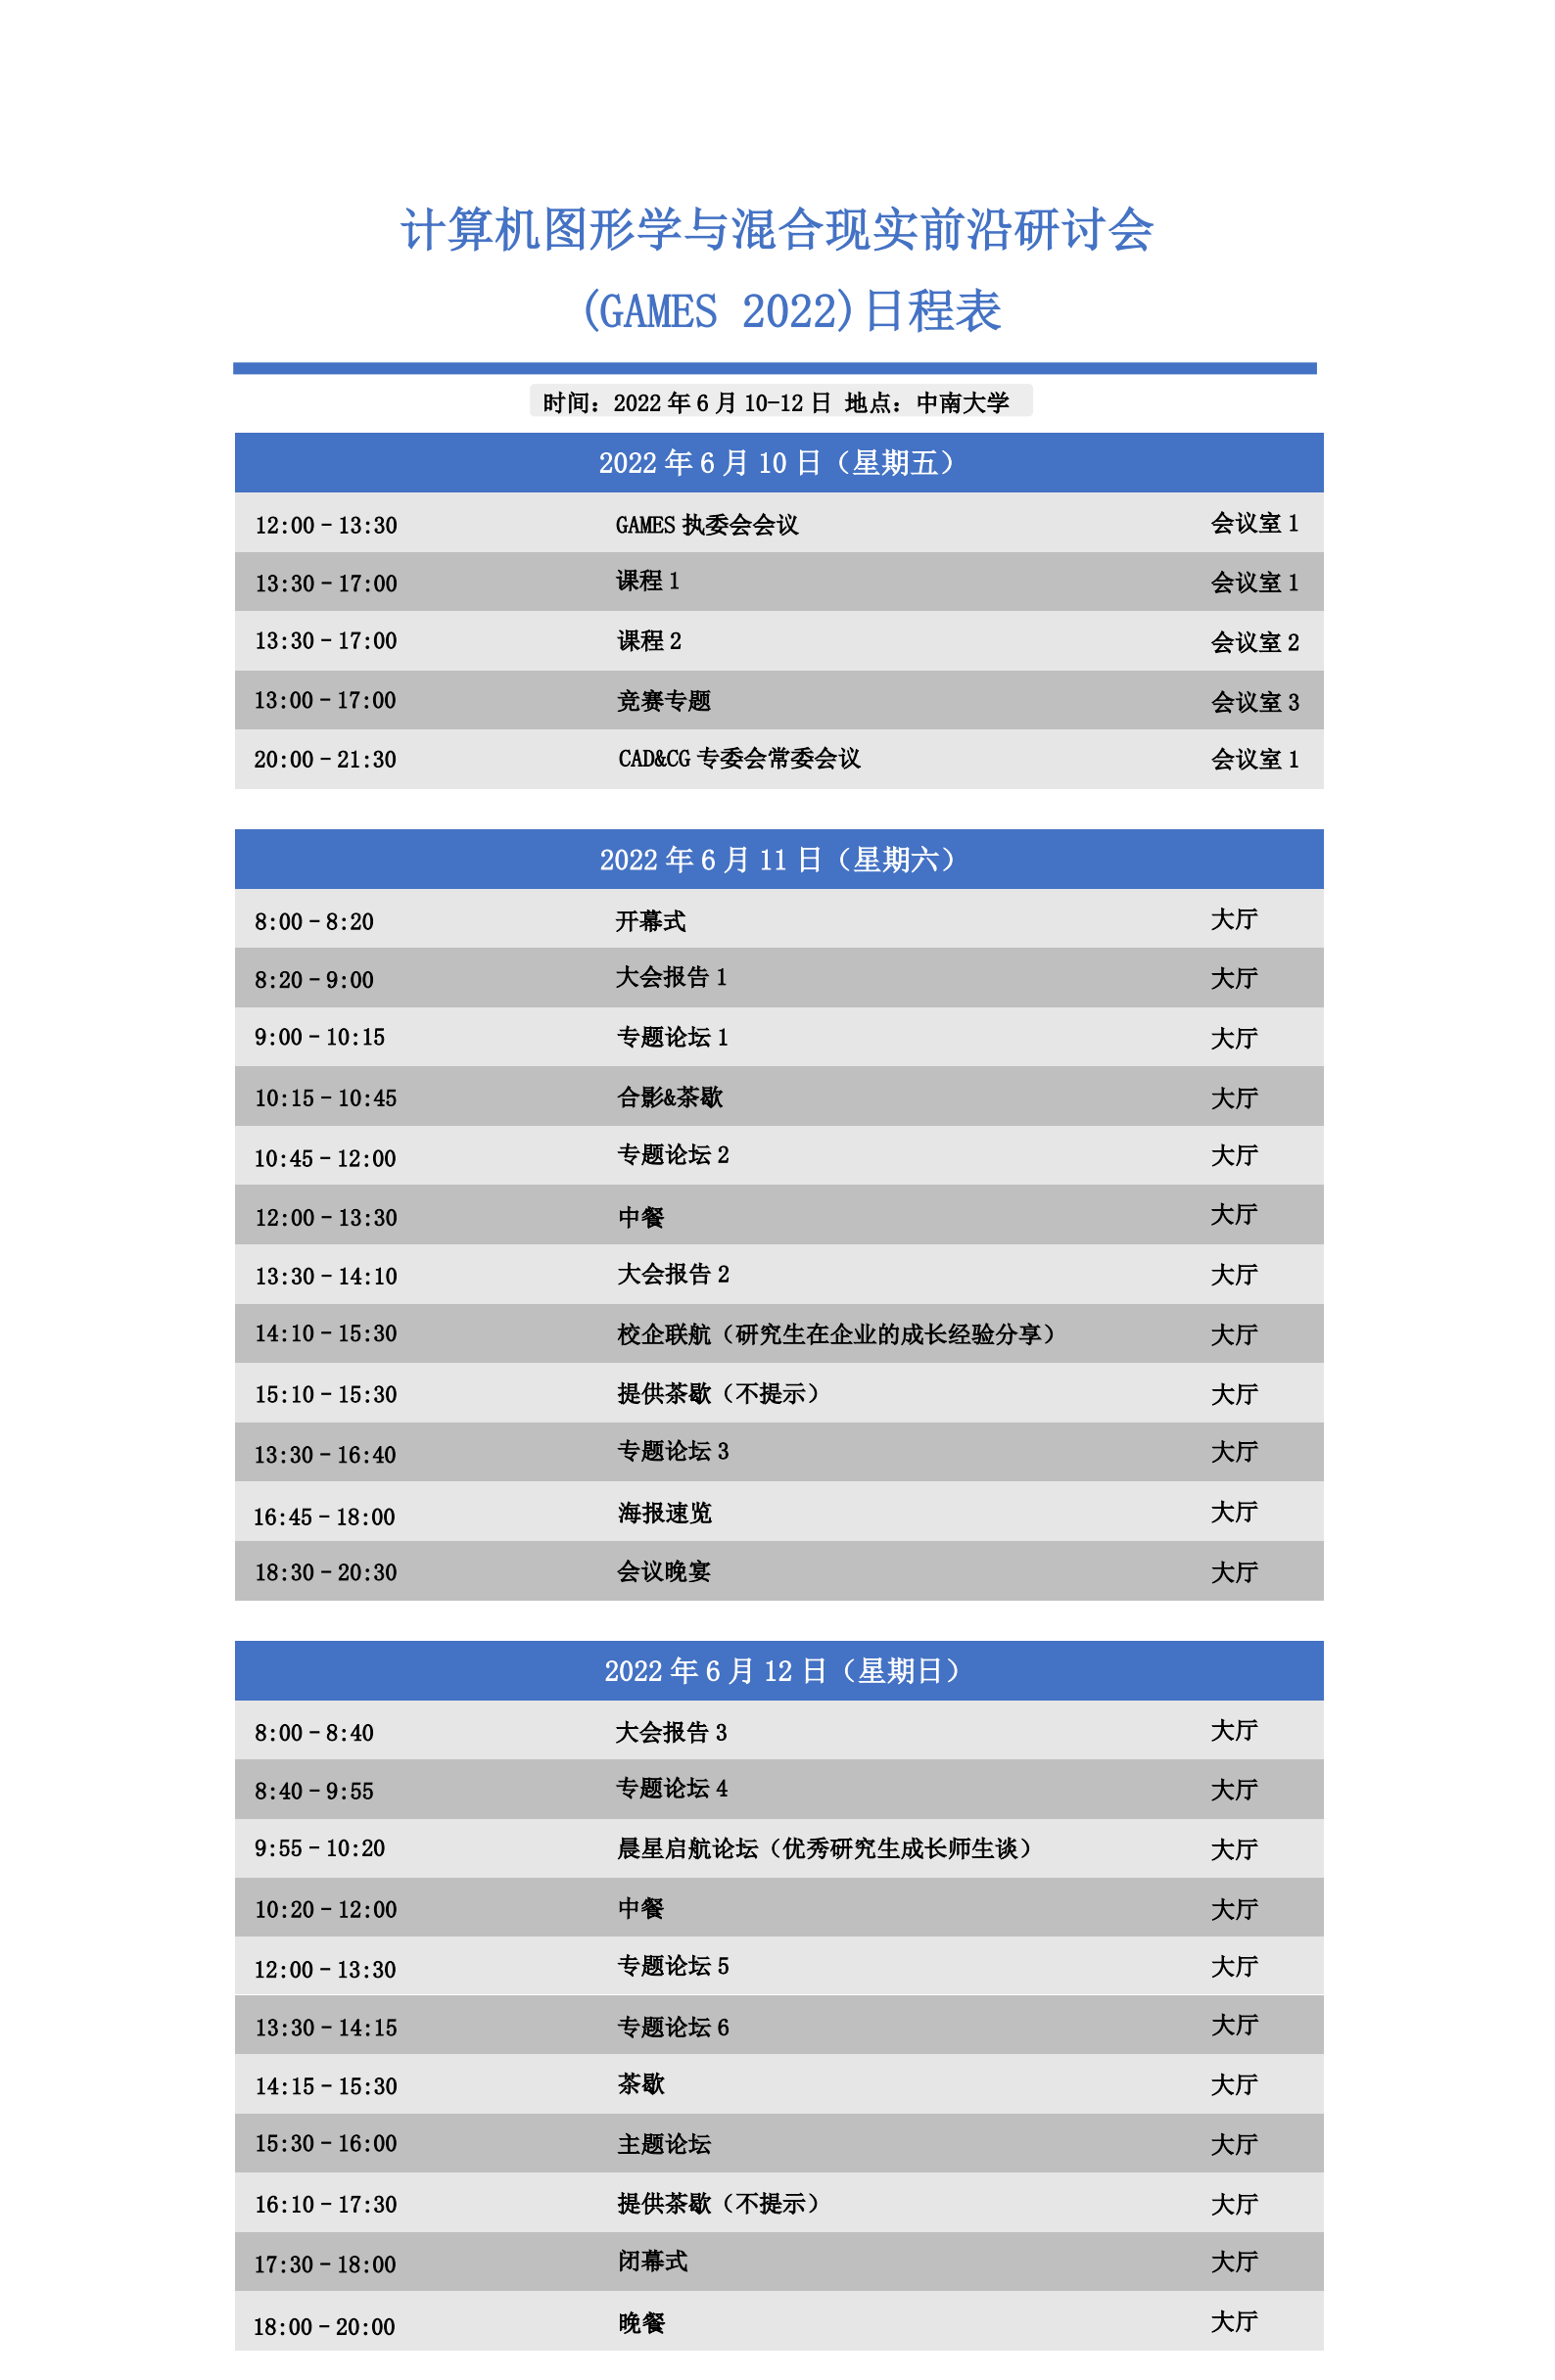 计算机图形学与混合现实前沿研讨会
(GAMES 2022)日程表
时间：2022 年 6 月 10-12 日 地点：中南大学
2022 年 6 月 10 日（星期五）
12:00-13:30 GAMES 执委会会议 会议室 1
13:30-17:00 课程 1 会议室 1
13:30-17:00 课程 2 会议室 2
13:00-17:00 竞赛专题 会议室 3
20:00-21:30 CAD&CG 专委会常委会议 会议室 1
2022 年 6 月 11 日（星期六）
8:00-8:20 开幕式 大厅
8:20-9:00 大会报告 1 大厅
9:00-10:15 专题论坛 1 大厅
10:15-10:45 合影&茶歇 大厅
10:45-12:00 专题论坛 2 大厅
12:00-13:30 中餐 大厅
13:30-14:10 大会报告 2 大厅
14:10-15:30 校企联航（研究生在企业的成长经验分享） 大厅
15:10-15:30 提供茶歇（不提示） 大厅
13:30-16:40 专题论坛 3 大厅
16:45-18:00 海报速览 大厅
18:30-20:30 会议晚宴 大厅
2022 年 6 月 12 日（星期日）
8:00-8:40 大会报告 3 大厅
8:40-9:55 专题论坛 4 大厅
9:55-10:20 晨星启航论坛（优秀研究生成长师生谈） 大厅
10:20-12:00 中餐 大厅
12:00-13:30 专题论坛 5 大厅
13:30-14:15 专题论坛 6 大厅
14:15-15:30 茶歇 大厅
15:30-16:00 主题论坛 大厅
16:10-17:30 提供茶歇（不提示） 大厅
17:30-18:00 闭幕式 大厅
18:00-20:00 晚餐 大厅